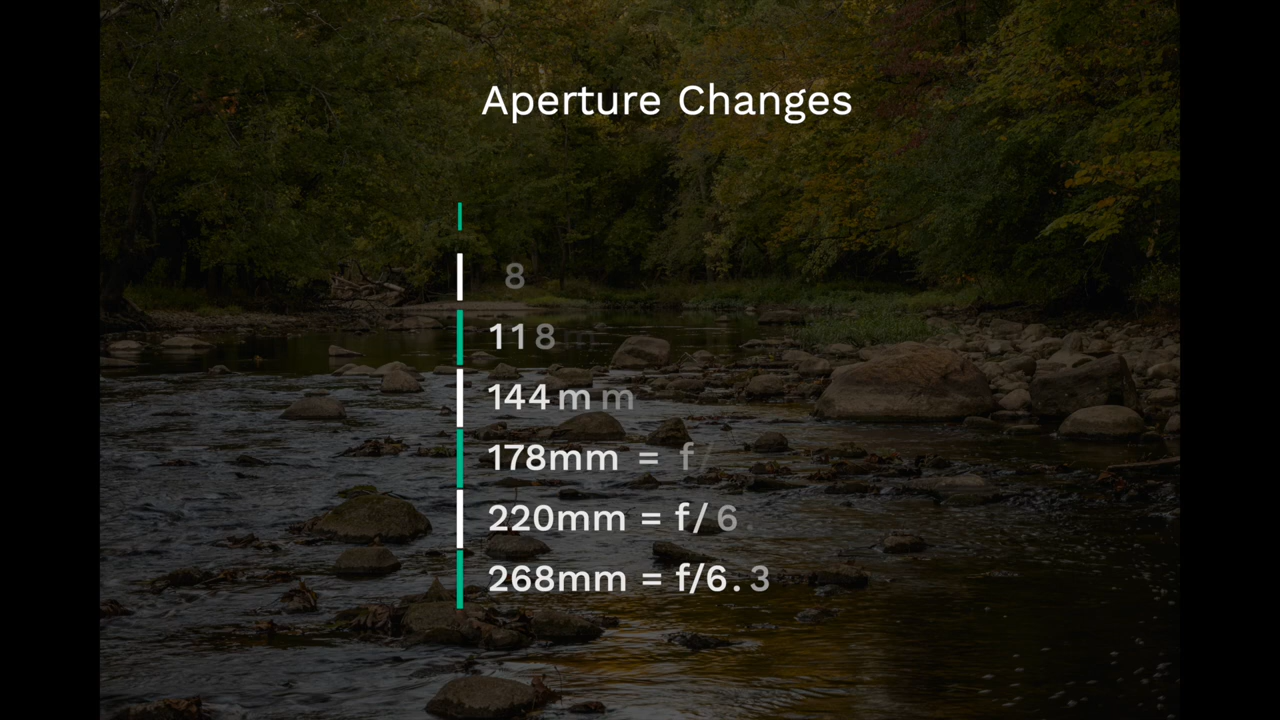 Aperture Changes
8
118
144mm
178mm = f/
220mm = f/6.
268mm = f/6.3